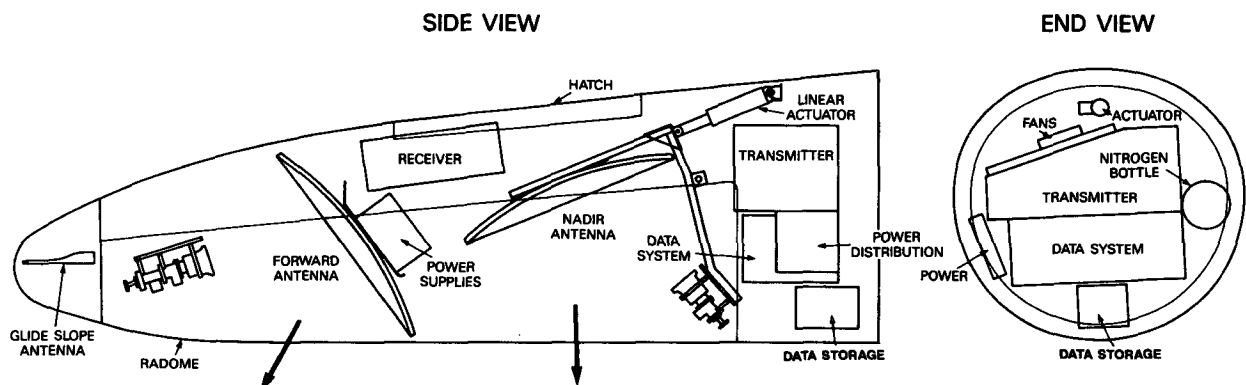 SIDE VIEW
END VIEW
HATCH
LINEAR
ACTUATOR
RECEIVER
TRANSMITTER
FORWARD
ANTENNA
POWER
SUPPLIES
NADIR
ANTENNA
DATA
SYSTEM
POWER
DISTRIBUTION
GLIDE SLOPE
ANTENNA
RADOME
DATA STORAGE
ACTUATOR
FANS
NITROGEN
BOTTLE
TRANSMITTER
DATA SYSTEM
POWER
DATA STORAGE